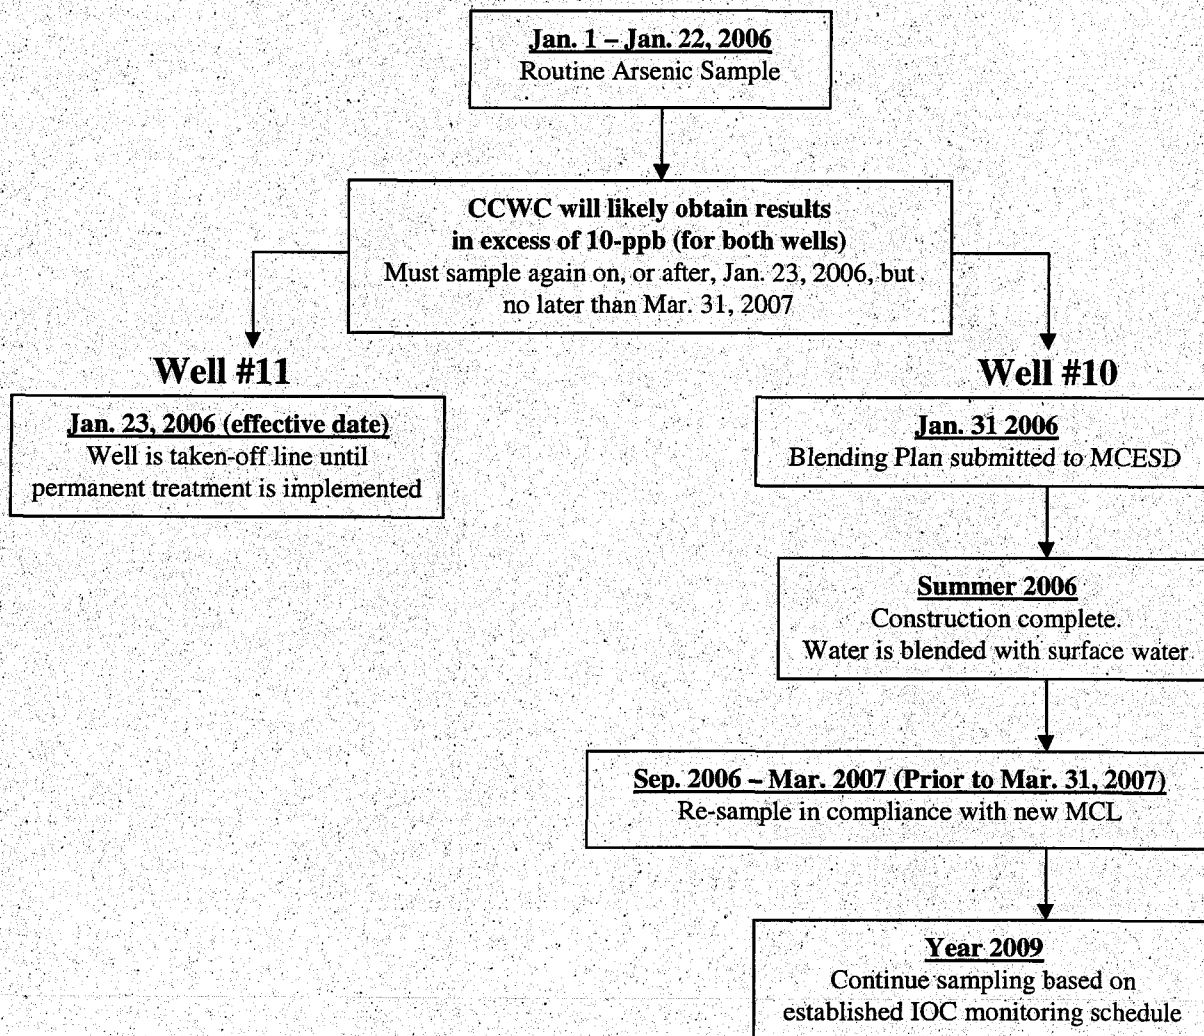 Jan. 1 – Jan. 22, 2006
Routine Arsenic Sample
CCWC will likely obtain results
in excess of 10-ppb (for both wells)
Must sample again on, or after, Jan. 23, 2006, but
no later than Mar. 31, 2007
Well #11
Jan. 23, 2006 (effective date)
Well is taken-off line until
permanent treatment is implemented
Well #10
Jan. 31 2006
Blending Plan submitted to MCESD
Summer 2006
Construction complete.
Water is blended with surface water
Sep. 2006 – Mar. 2007 (Prior to Mar. 31, 2007)
Re-sample in compliance with new MCL
Year 2009
Continue sampling based on
established IOC monitoring schedule